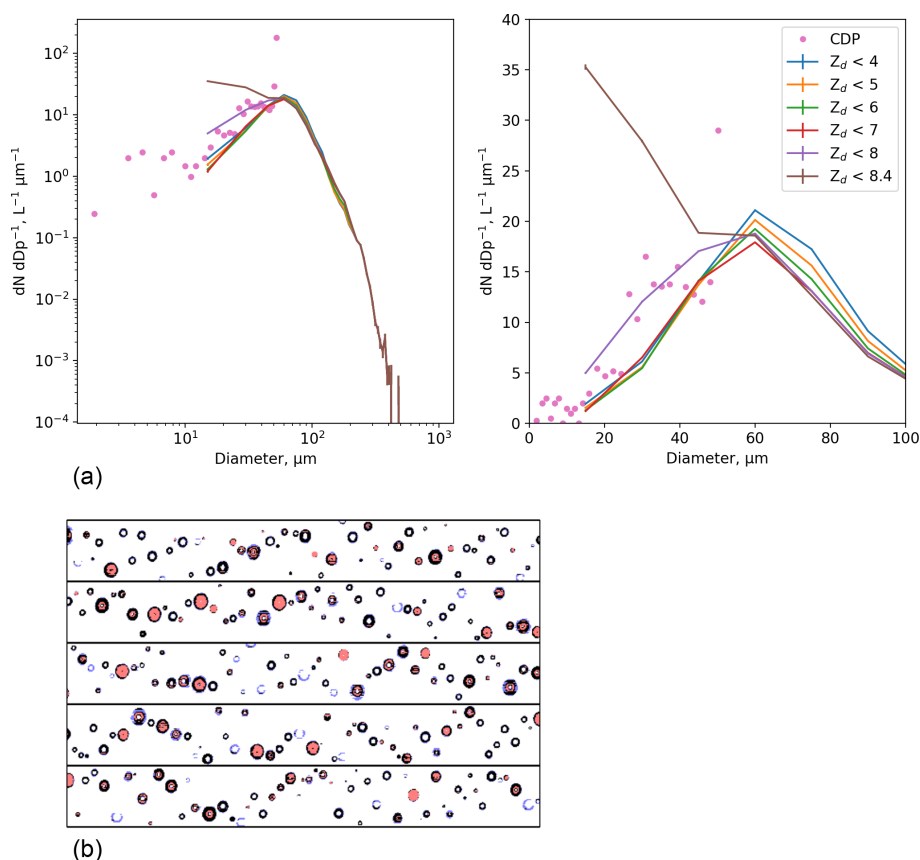 10² 10¹ 10⁰ 10⁻¹ 10⁻² 10⁻³ 10⁻⁴
dN dDp⁻¹, L⁻¹ µm⁻¹
10¹ 10² 10³
Diameter, µm
(a)
40 35 30 25 20 15 10 5 0
dN dDp⁻¹, L⁻¹ µm⁻¹
CDP
Z_d < 4
Z_d < 5
Z_d < 6
Z_d < 7
Z_d < 8
Z_d < 8.4
0 20 40 60 80 100
Diameter, µm
(b)